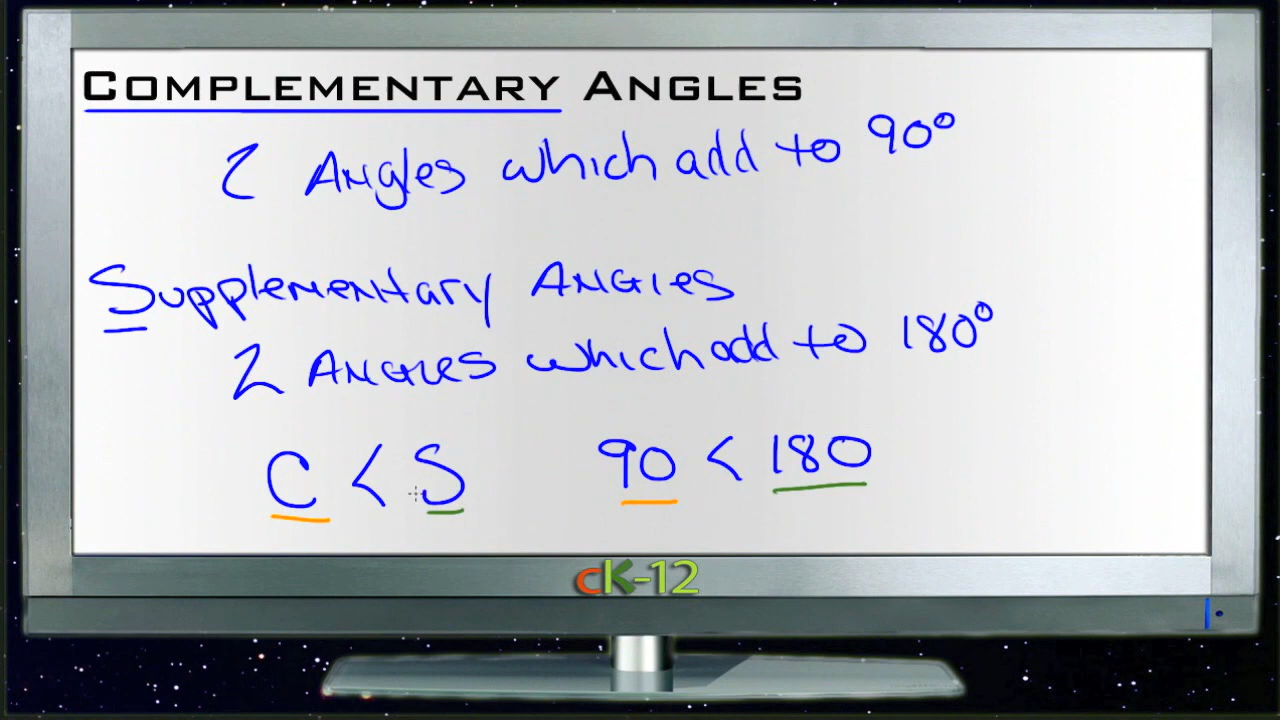 COMPLEMENTARY ANGLES
2 Angles which add to 90°
Supplementary Angles
2 Angles which add to 180°
C < S 90 < 180
cK-12